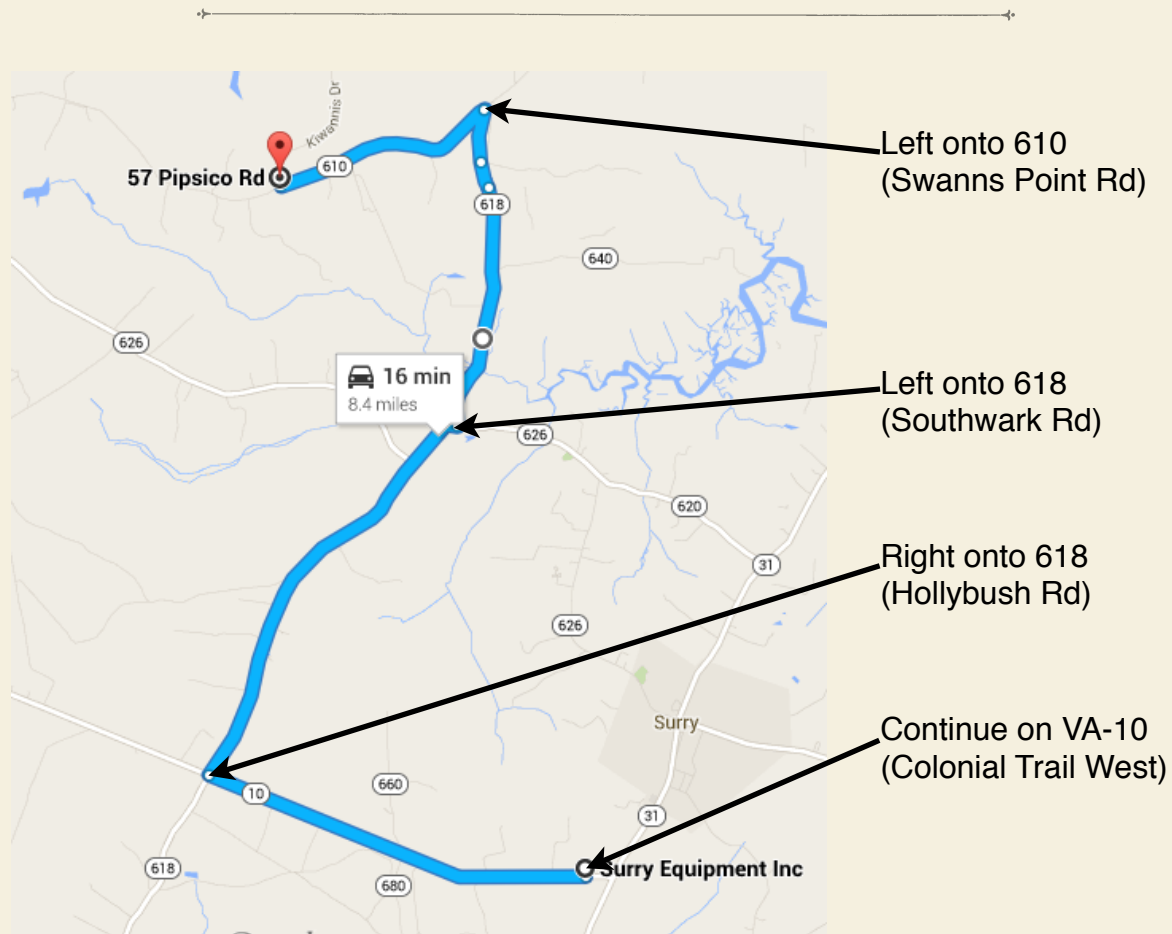 Kiwannis Dr
610
57 Pipsico Rd
618
Left onto 610
(Swanns Point Rd)
640
626
16 min
8.4 miles
Left onto 618
(Southwark Rd)
626
620
31
Right onto 618
(Hollybush Rd)
626
Surry
Continue on VA-10
(Colonial Trail West)
660
10
31
618
680
Surry Equipment Inc